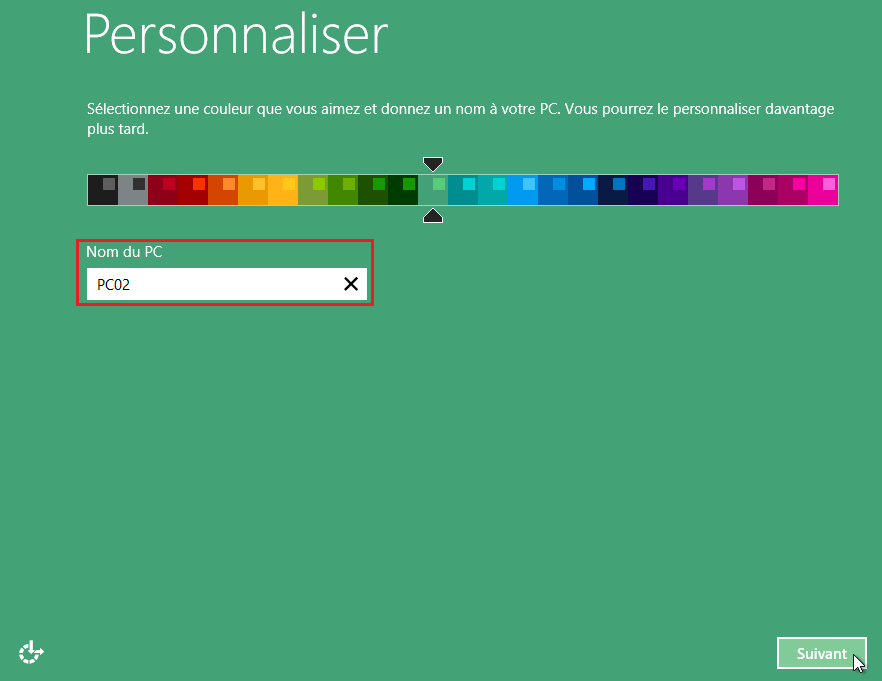 Personnaliser
Sélectionnez une couleur que vous aimez et donnez un nom à votre PC. Vous pourrez le personnaliser davantage
plus tard.
Nom du PC
PC02
Suivant